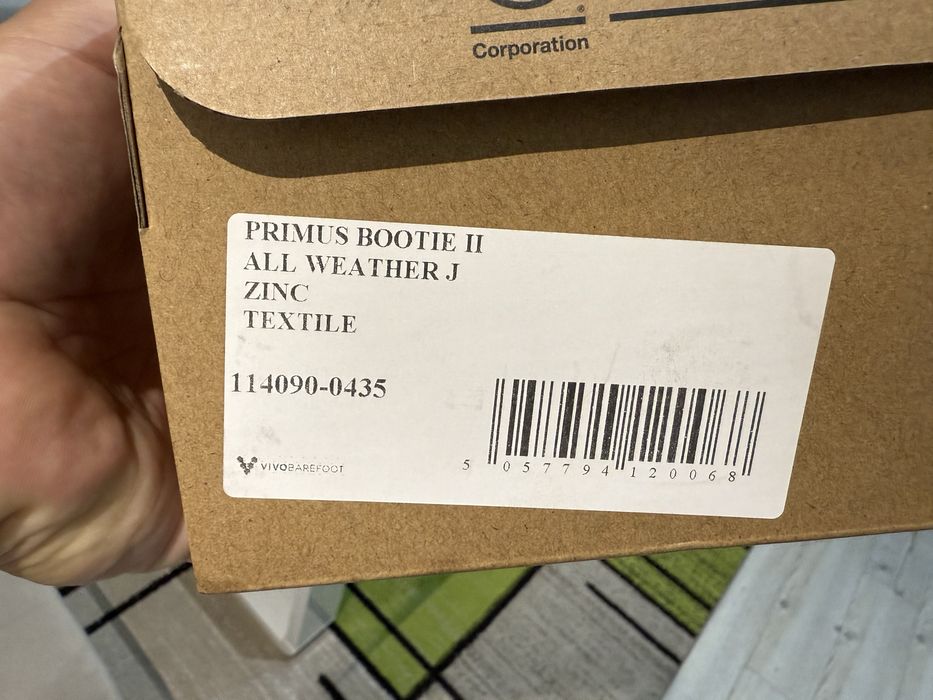 Corporation
PRIMUS BOOTIE II
ALL WEATHER J
ZINC
TEXTILE
114090-0435
VIVOBAREFOOT
5 057794 120068